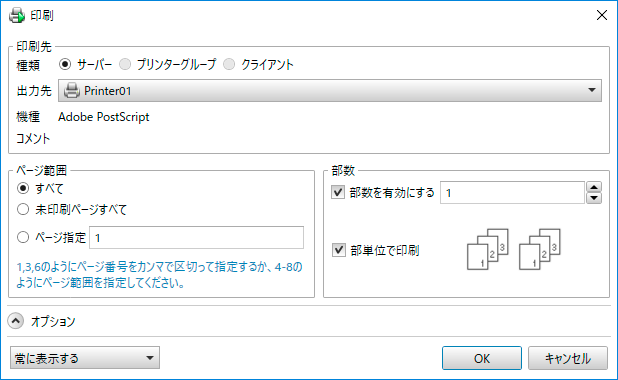 印刷
印刷先
種類 サーバー プリンターグループ クライアント
出力先 Printer01
機種 Adobe PostScript
コメント
ページ範囲
すべて
未印刷ページすべて
ページ指定 1
1,3,6のようにページ番号をカンマで区切って指定するか、4-8の
ようにページ範囲を指定してください。
部数
部数を有効にする 1
部単位で印刷 1 2 3 1 2 3
オプション
常に表示する OK キャンセル